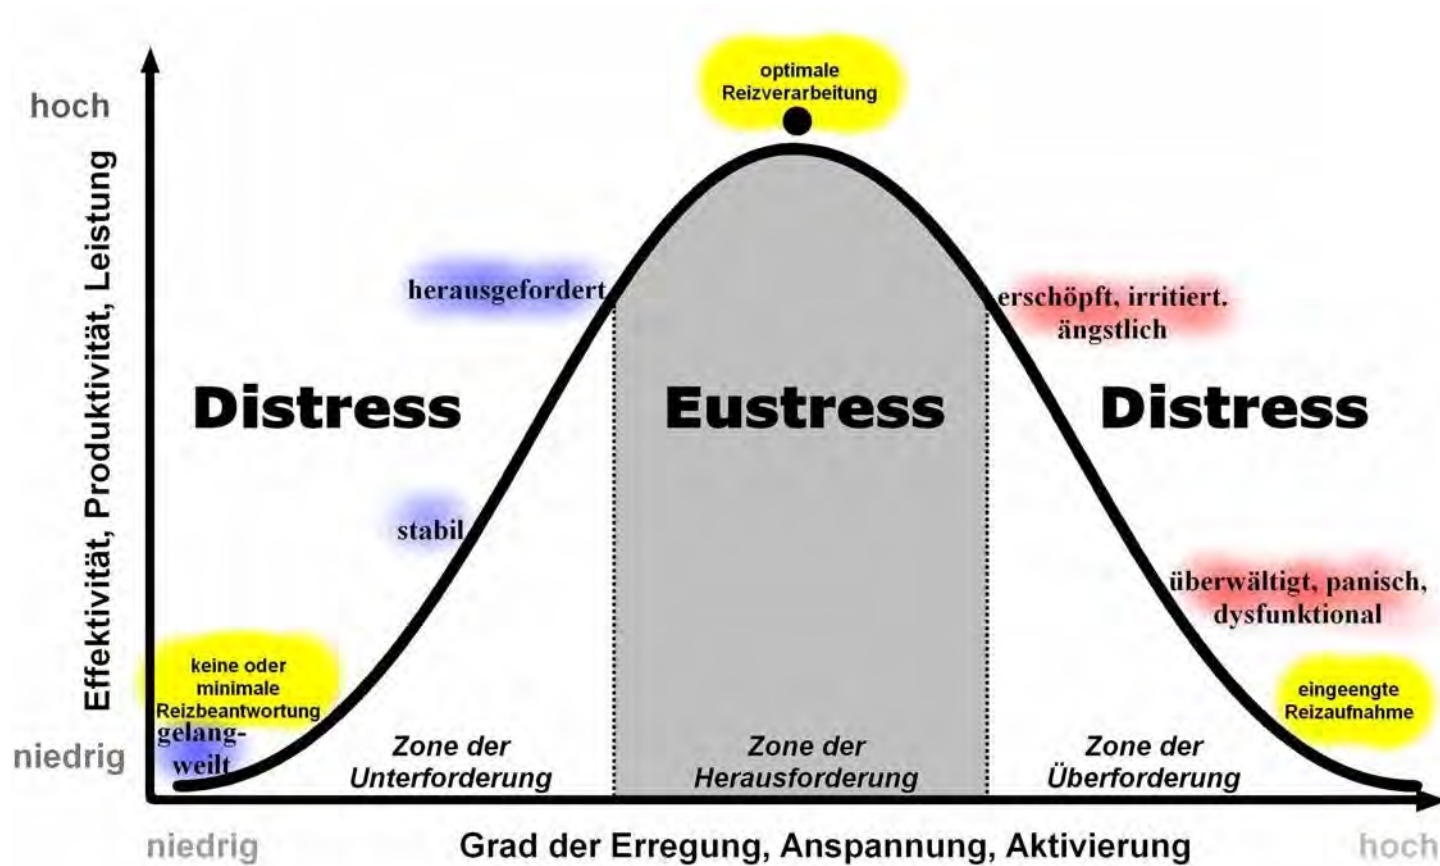 optimale
Reizverarbeitung
hoch
Effektivität, Produktivität, Leistung
herausgefordert
erschöpft, irritiert.
ängstlich
Distress
Eustress
Distress
stabil
überwältigt, panisch,
dysfunktional
keine oder
minimale
Reizbeantwortung
gelang-
weilt
eingeengte
Reizaufnahme
niedrig
Zone der
Unterforderung
Zone der
Herausforderung
Zone der
Überforderung
niedrig
Grad der Erregung, Anspannung, Aktivierung
hoch